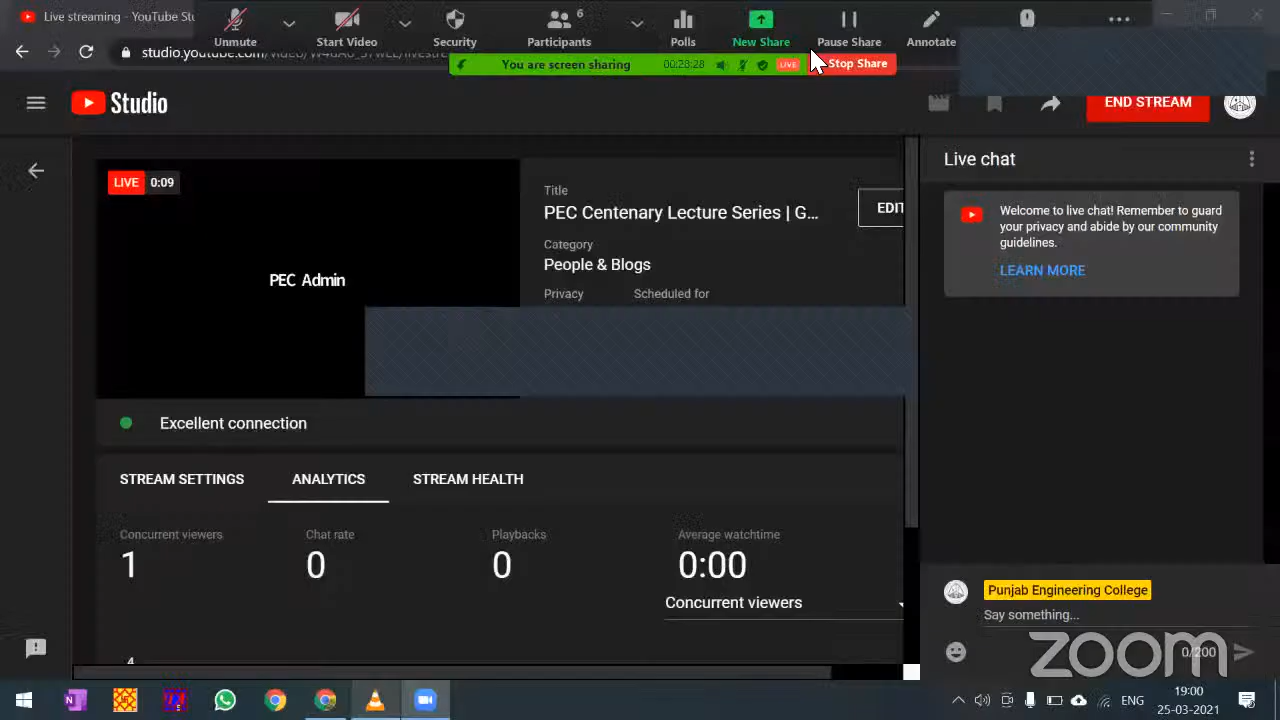 Live streaming - YouTube Stu
Unmute
Start Video
Security
Participants
6
Polls
New Share
Pause Share
Annotate
You are screen sharing
00:28:28
LIVE
Stop Share
Studio
END STREAM
LIVE
0:09
PEC Admin
Title
PEC Centenary Lecture Series | G...
EDIT
Category
People & Blogs
Privacy
Scheduled for
Live chat
Welcome to live chat! Remember to guard
your privacy and abide by our community
guidelines.
LEARN MORE
Excellent connection
STREAM SETTINGS
ANALYTICS
STREAM HEALTH
Concurrent viewers
Chat rate
Playbacks
Average watchtime
1
0
0
0:00
Concurrent viewers
4
Punjab Engineering College
Say something...
0/200
zoom
ENG
19:00
25-03-2021